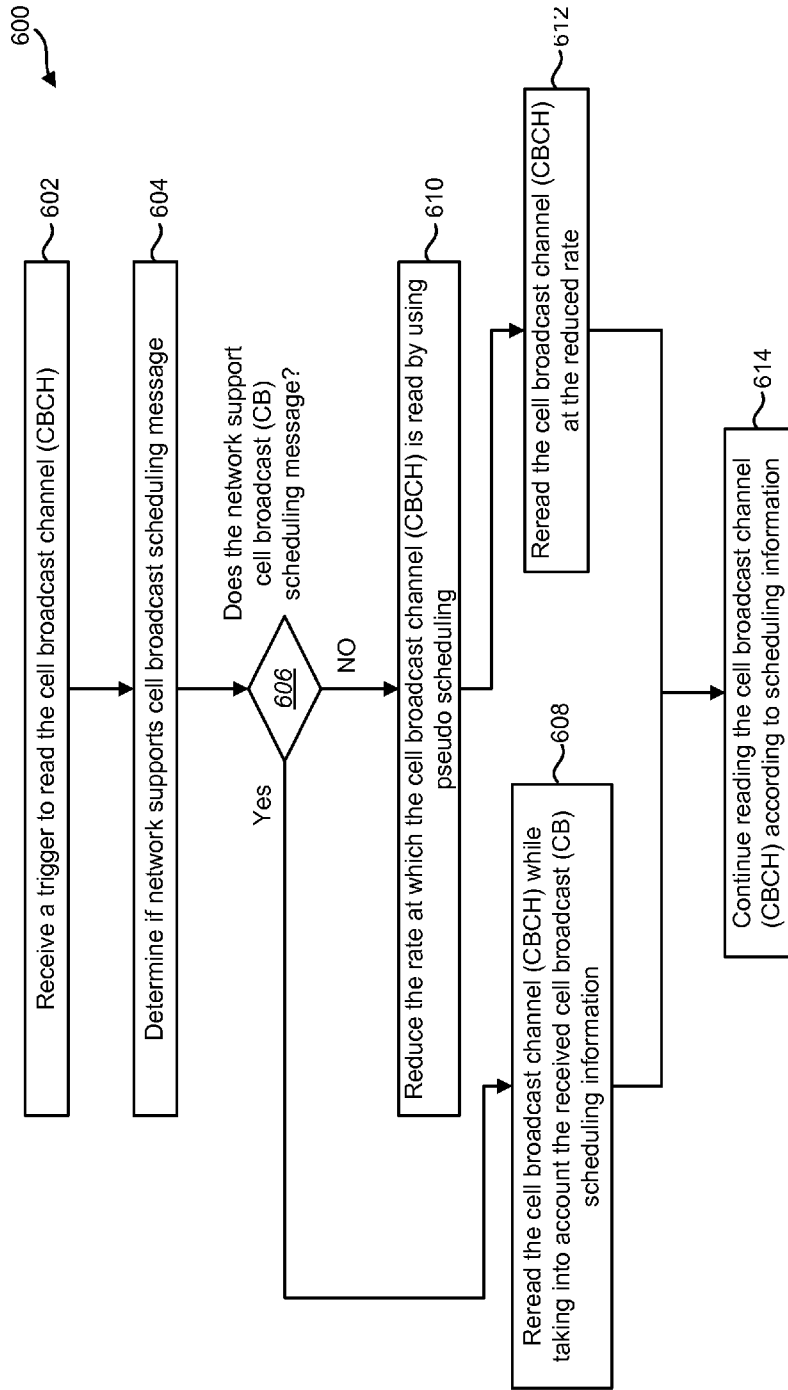 600
Receive a trigger to read the cell broadcast channel (CBCH)
602
Determine if network supports cell broadcast scheduling message
604
Does the network support
cell broadcast (CB)
scheduling message?
606
Yes
NO
Reduce the rate at which the cell broadcast channel (CBCH) is read by using
pseudo scheduling
610
Reread the cell broadcast channel (CBCH) while
taking into account the received cell broadcast (CB)
scheduling information
608
Reread the cell broadcast channel (CBCH)
at the reduced rate
612
Continue reading the cell broadcast channel
(CBCH) according to scheduling information
614